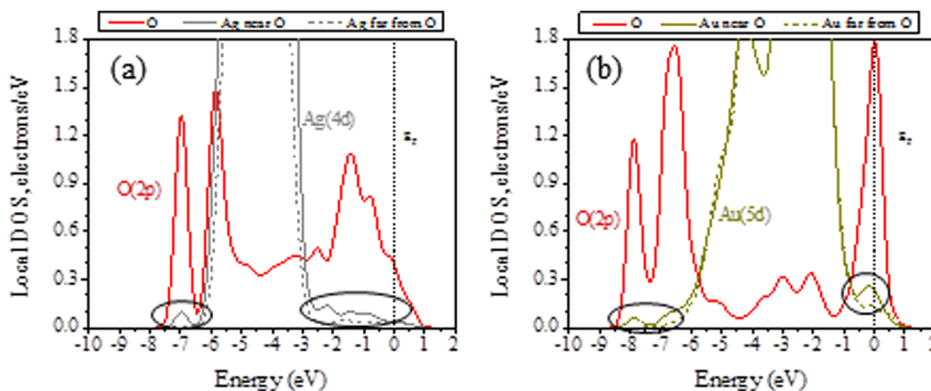 O Ag near O Ag far from O
O Au near O Au far from O
(a)
(b)
Local DOS, electrons/eV
1.8
1.5
1.2
0.9
0.6
0.3
0.0
Ag(4d)
O(2p)
εF
-10 -9 -8 -7 -6 -5 -4 -3 -2 -1 0 1 2
Energy (eV)
Local DOS, electrons/eV
1.8
1.5
1.2
0.9
0.6
0.3
0.0
O(2p)
Au(5d)
εF
-10 -9 -8 -7 -6 -5 -4 -3 -2 -1 0 1 2
Energy (eV)